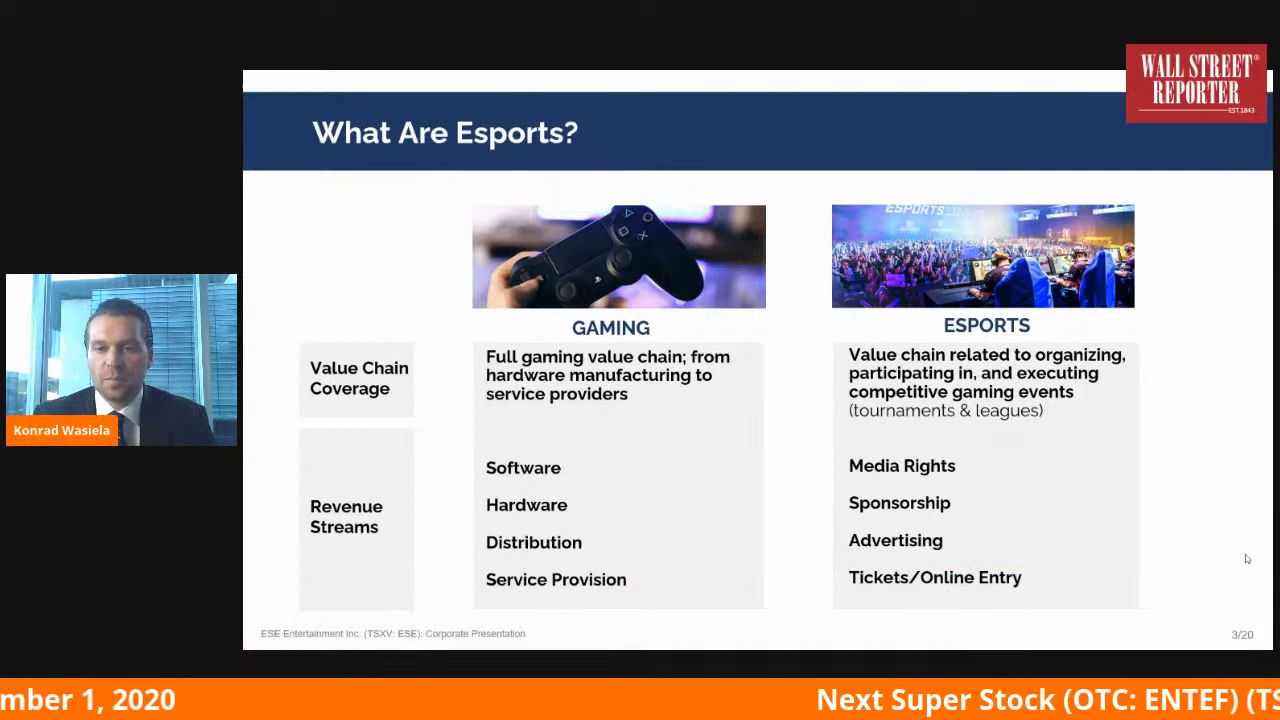 WALL STREET
REPORTER
EST.1843
What Are Esports?
ESPORTS
GAMING
ESPORTS
Value Chain
Coverage
Full gaming value chain; from
hardware manufacturing to
service providers
Value chain related to organizing,
participating in, and executing
competitive gaming events
(tournaments & leagues)
Revenue
Streams
Software
Hardware
Distribution
Service Provision
Media Rights
Sponsorship
Advertising
Tickets/Online Entry
Konrad Wasiela
ESE Entertainment Inc. (TSXV: ESE): Corporate Presentation
3/20
mber 1, 2020
Next Super Stock (OTC: ENTEF) (TS